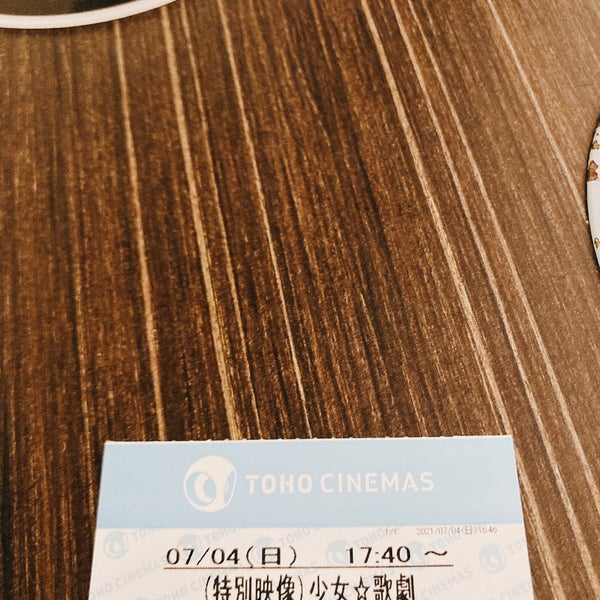 TOHO CINEMAS
2021/07/04(日)16:46
07/04(日) 17:40 ～
(特別映像)少女☆歌劇